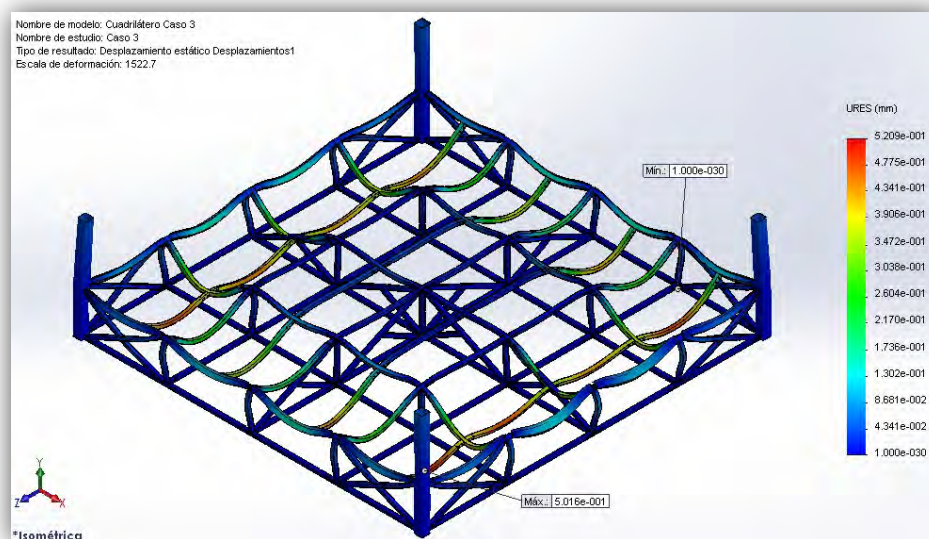 Nombre de modelo: Cuadrilátero Caso 3
Nombre de estudio: Caso 3
Tipo de resultado: Desplazamiento estático Desplazamientos1
Escala de deformación: 1522.7
URES (mm)
5.209e-001
4.775e-001
4.341e-001
3.906e-001
3.472e-001
3.038e-001
2.604e-001
2.170e-001
1.736e-001
1.302e-001
8.681e-002
4.341e-002
1.000e-030
Mín.: 1.000e-030
Máx.: 5.016e-001
Y
Z
X
*Isométrica